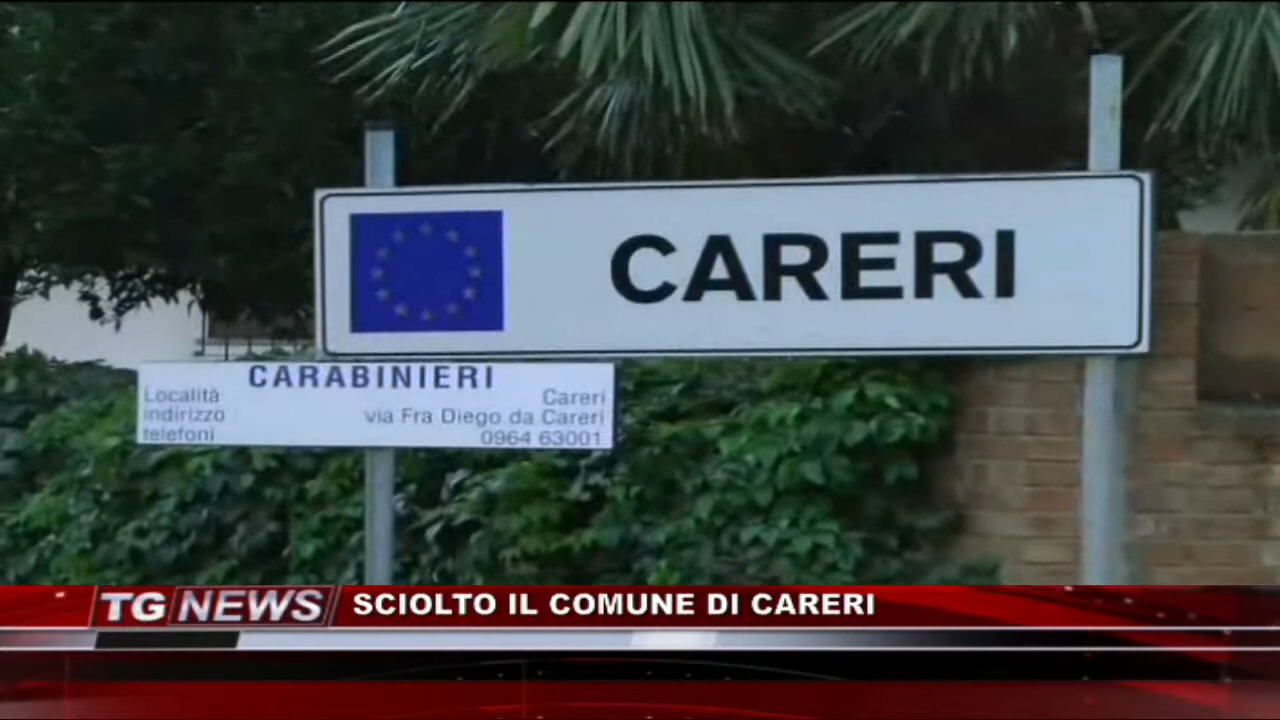 CARERI
CARABINIERI
Località Careri
indirizzo via Fra Diego da Careri
telefoni 0964 63001
TG NEWS SCIOLTO IL COMUNE DI CARERI